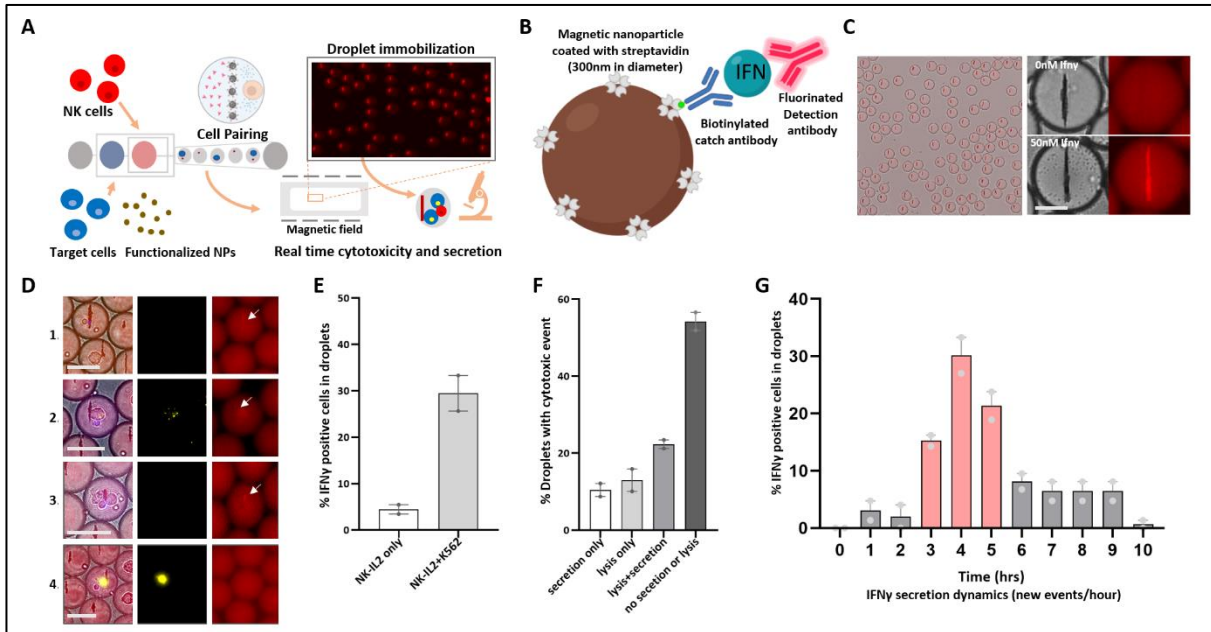 A
NK cells
Cell Pairing
Target cells
Functionalized NPs
Droplet immobilization
Magnetic field
Real time cytotoxicity and secretion
B
Magnetic nanoparticle
coated with streptavidin
(300nm in diameter)
IFN
Fluorinated
Detection
antibody
Biotinylated
catch antibody
C
0nM Ifny
50nM Ifny
D
1.
2.
3.
4.
E
% IFNγ positive cells in droplets
50
40
30
20
10
0
NK-IL2 only
NK-IL2+K562
F
% Droplets with cytotoxic event
60
40
20
0
secretion only
lysis only
lysis+secretion
no secetion or lysis
G
% IFNγ positive cells in droplets
40
30
20
10
0
0 1 2 3 4 5 6 7 8 9 10
Time (hrs)
IFNγ secretion dynamics (new events/hour)